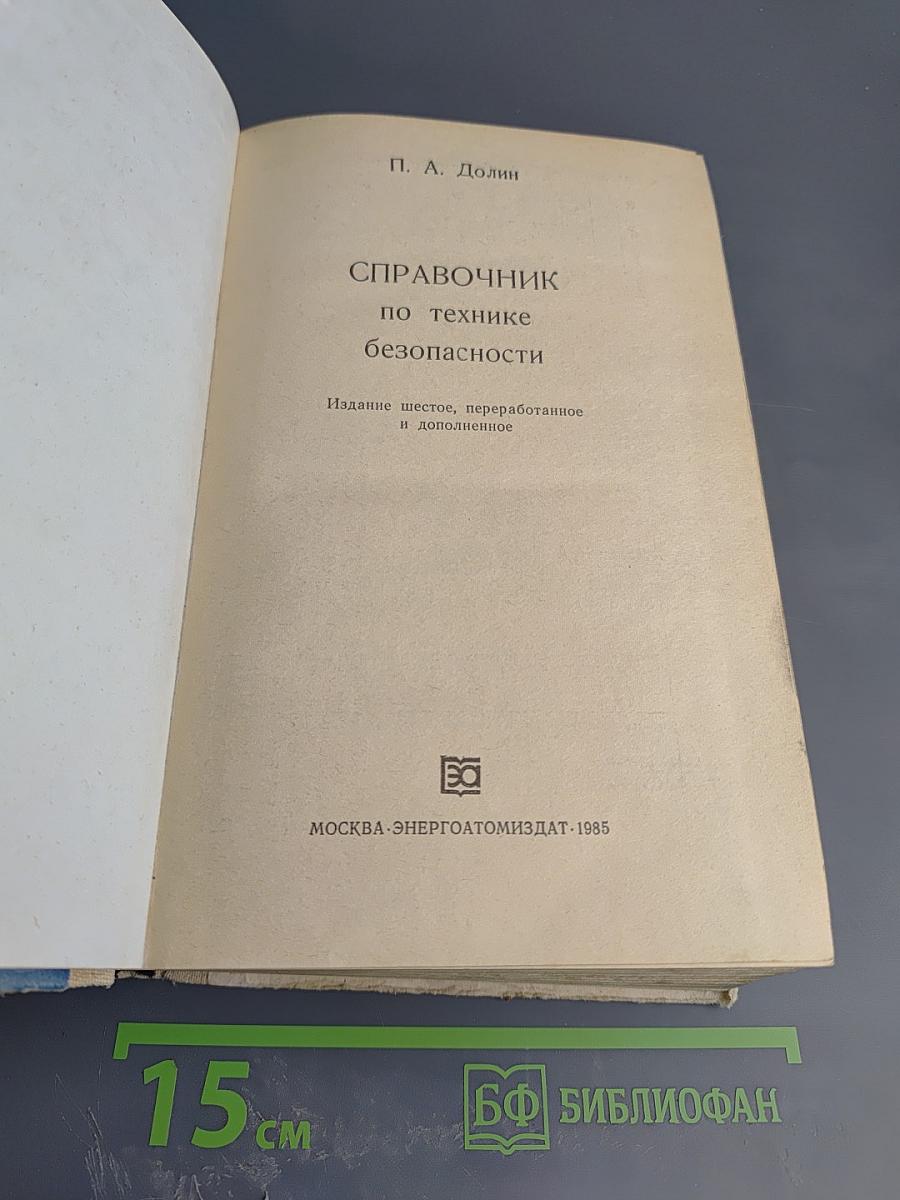 П. А. Долин
СПРАВОЧНИК
по технике
безопасности
Издание шестое, переработанное
и дополненное
ЭА
МОСКВА·ЭНЕРГОАТОМИЗДАТ·1985
15 см
БФ БИБЛИОФАН